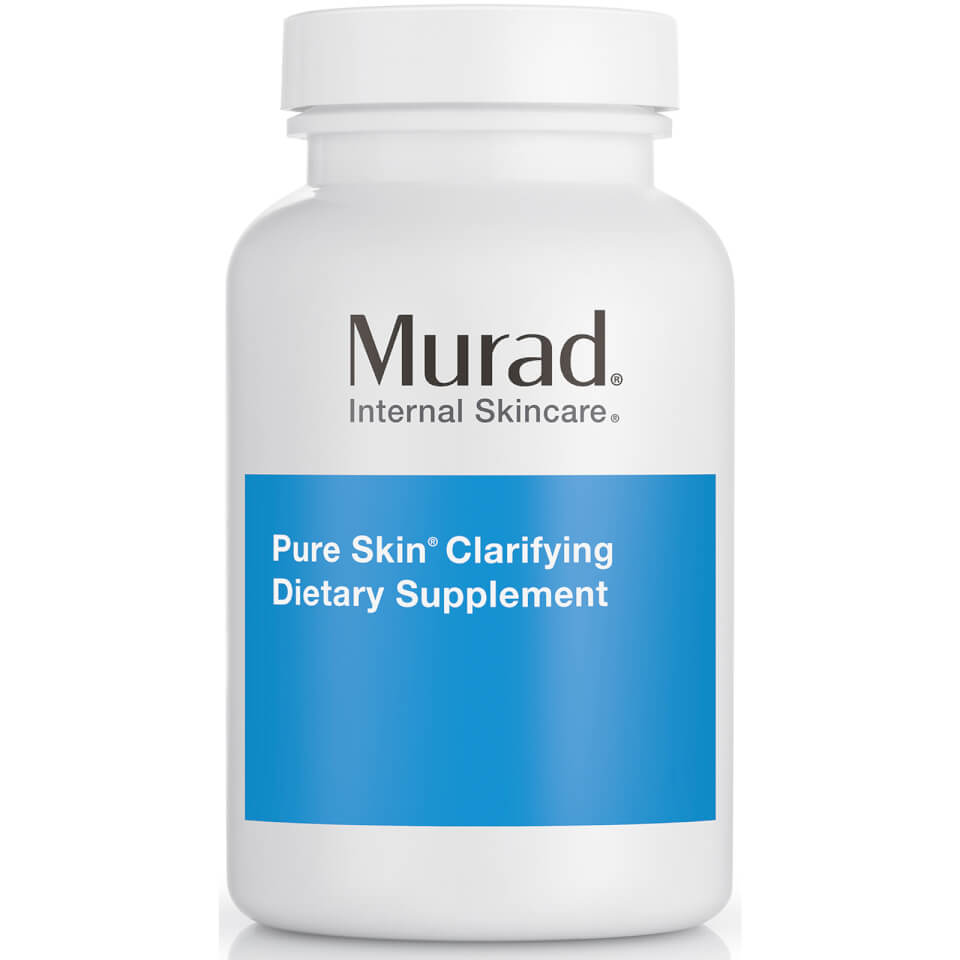 Murad®
Internal Skincare®
Pure Skin® Clarifying
Dietary Supplement